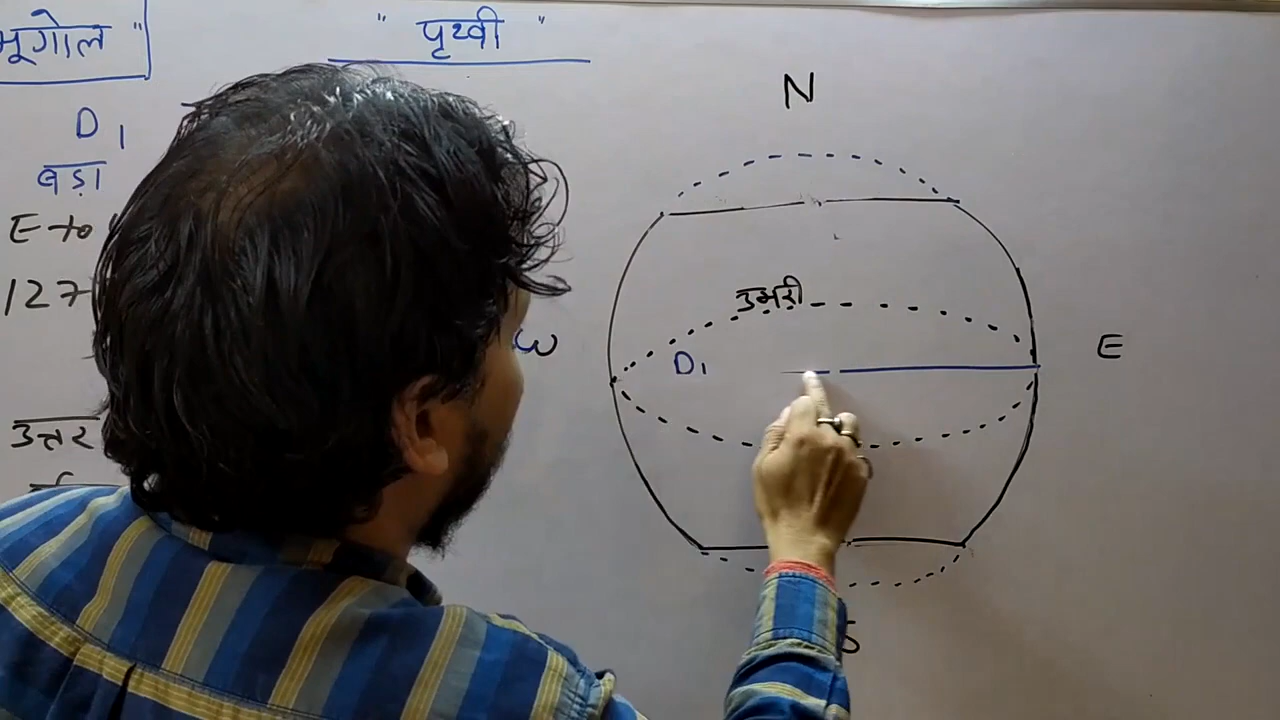 भूगोल "
" पृथ्वी "
N
D1
बड़ा
E to
127
उभरी
W
D1
E
उत्तर
S